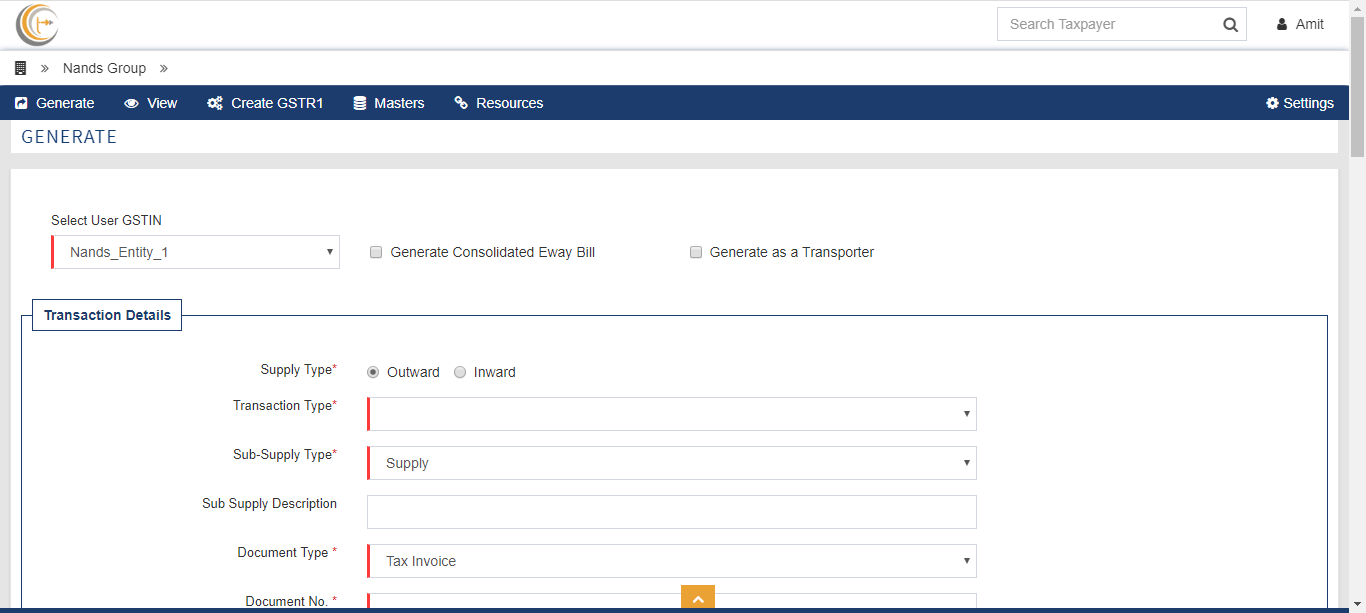 Search Taxpayer
Amit
» Nands Group »
Generate View Create GSTR1 Masters Resources Settings
GENERATE
Select User GSTIN
Nands_Entity_1 Generate Consolidated Eway Bill Generate as a Transporter
Transaction Details
Supply Type* Outward Inward
Transaction Type*
Sub-Supply Type* Supply
Sub Supply Description
Document Type * Tax Invoice
Document No. *